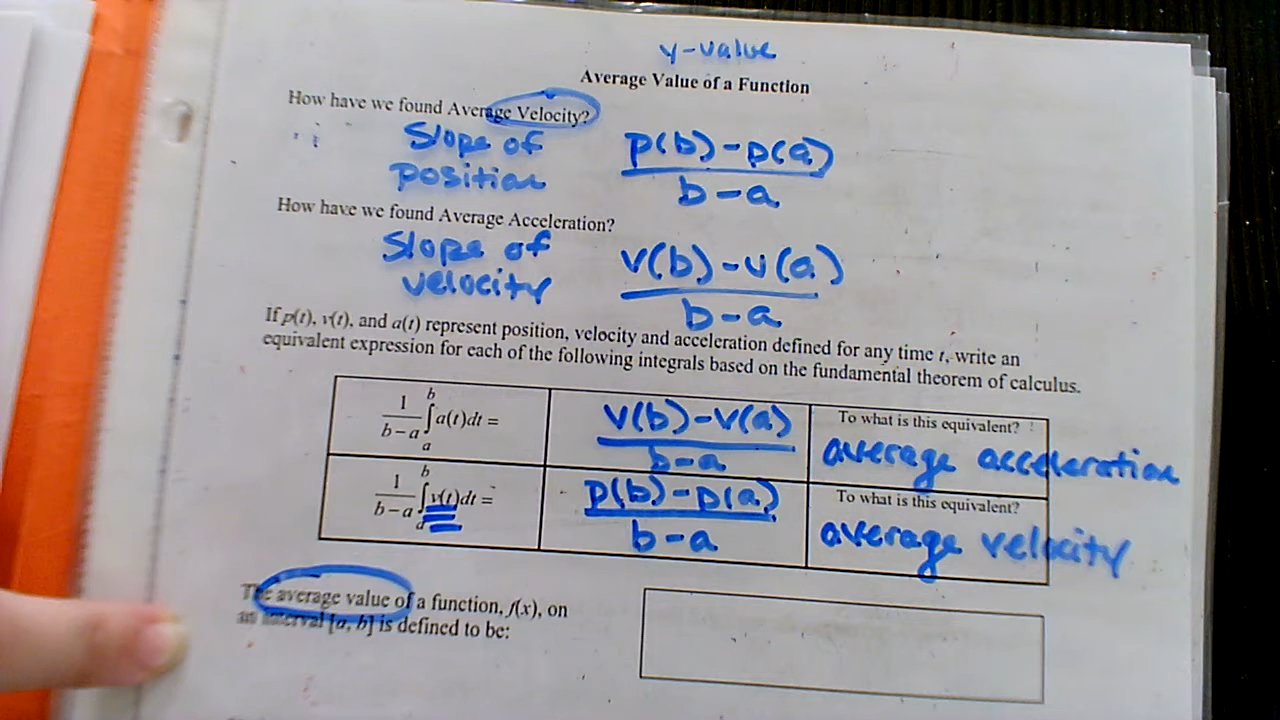 y-value
Average Value of a Function
How have we found Average Velocity?
Slope of
position
p(b)-p(a)
b-a
How have we found Average Acceleration?
Slope of
velocity
v(b)-v(a)
b-a
If p(t), v(t), and a(t) represent position, velocity and acceleration defined for any time t, write an
equivalent expression for each of the following integrals based on the fundamental theorem of calculus.
1/(b-a) ∫_a^b a(t)dt =
v(b)-v(a)
b-a
To what is this equivalent?
average acceleration
1/(b-a) ∫_a^b v(t)dt =
p(b)-p(a)
b-a
To what is this equivalent?
average velocity
The average value of a function, f(x), on
an interval [a, b] is defined to be: